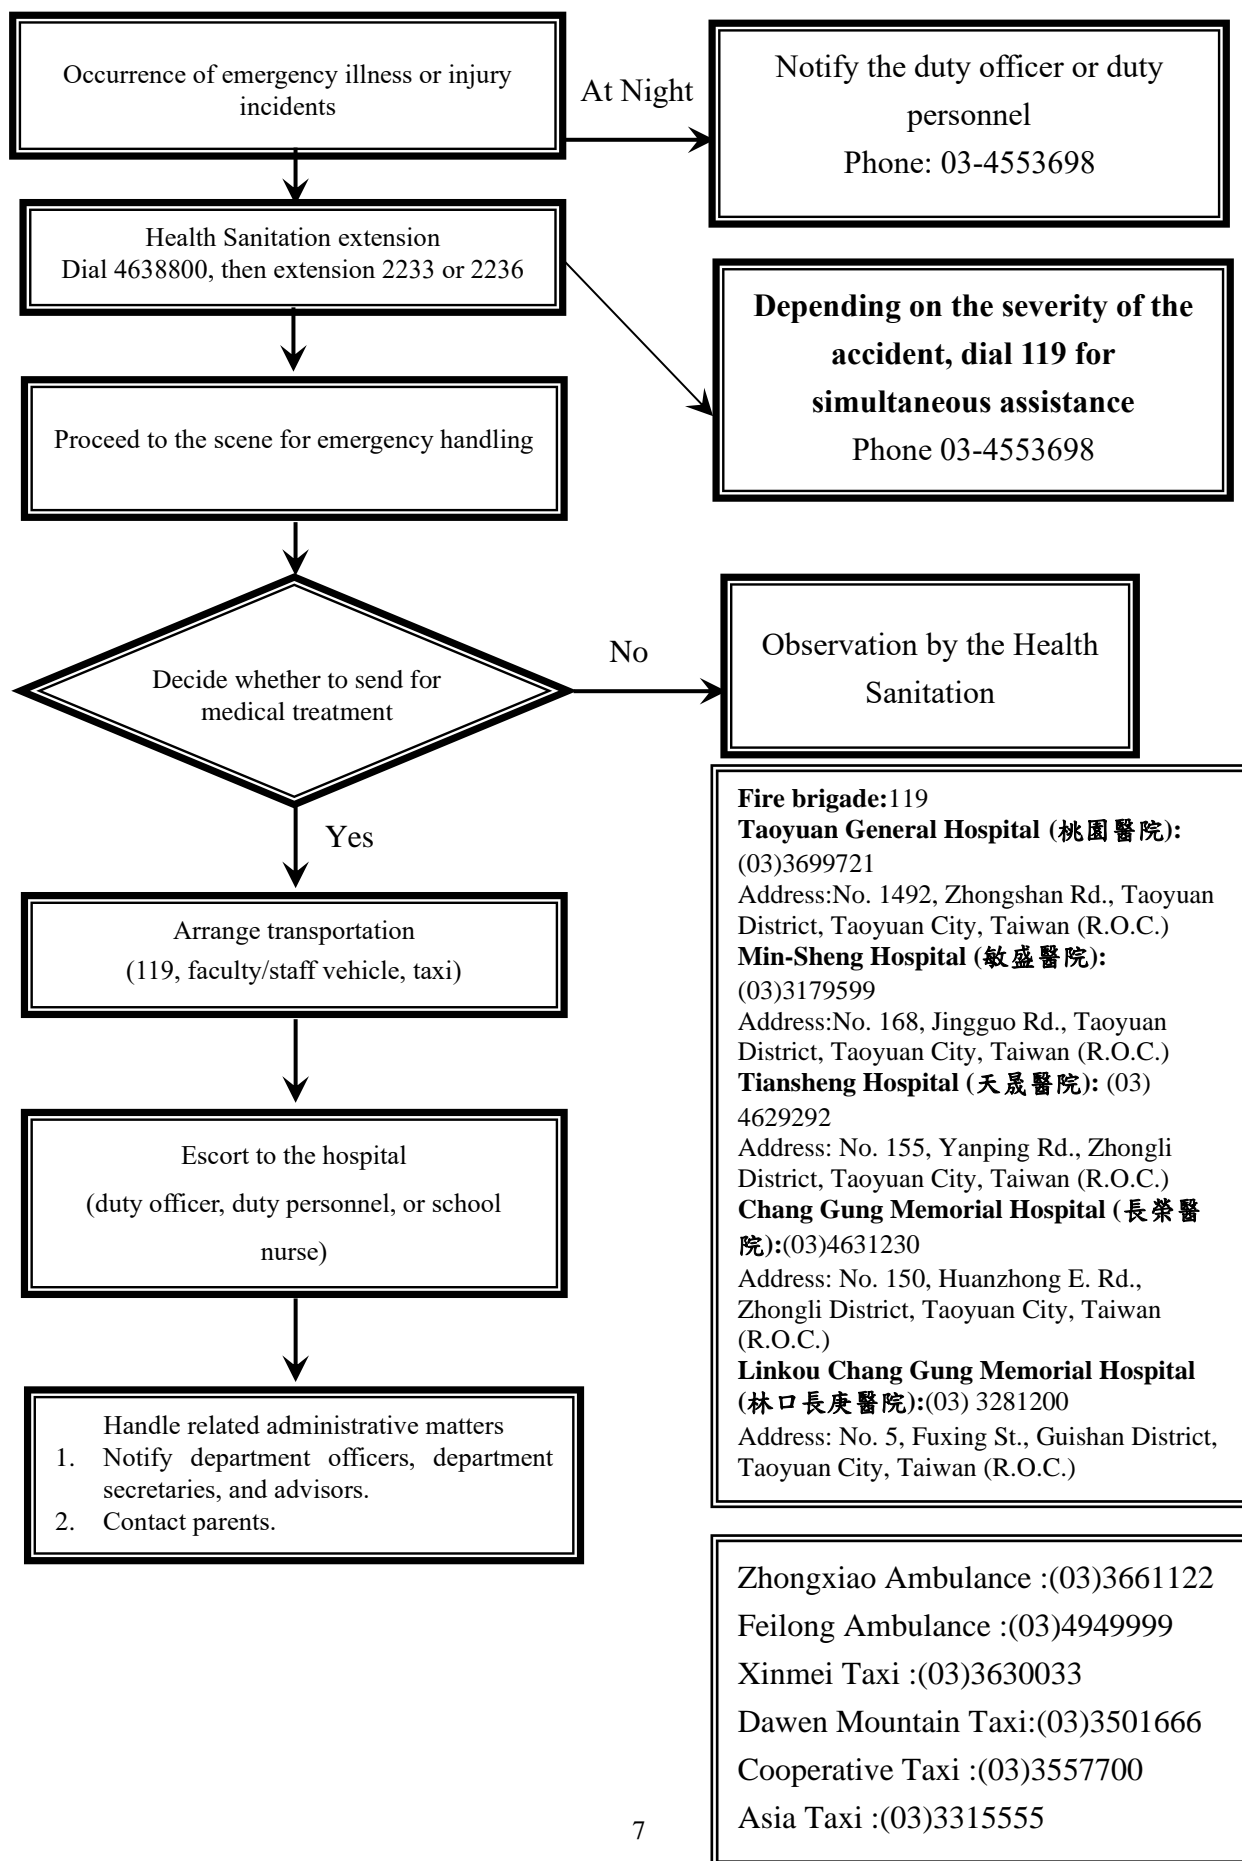 Occurrence of emergency illness or injury
incidents
At Night
Notify the duty officer or duty
personnel
Phone: 03-4553698
Health Sanitation extension
Dial 4638800, then extension 2233 or 2236
Depending on the severity of the
accident, dial 119 for
simultaneous assistance
Phone 03-4553698
Proceed to the scene for emergency handling
Decide whether to send for
medical treatment
No
Observation by the Health
Sanitation
Yes
Arrange transportation
(119, faculty/staff vehicle, taxi)
Escort to the hospital
(duty officer, duty personnel, or school
nurse)
Handle related administrative matters
1. Notify department officers, department
secretaries, and advisors.
2. Contact parents.
Fire brigade:119
Taoyuan General Hospital (桃園醫院):
(03)3699721
Address:No. 1492, Zhongshan Rd., Taoyuan
District, Taoyuan City, Taiwan (R.O.C.)
Min-Sheng Hospital (敏盛醫院):
(03)3179599
Address:No. 168, Jingguo Rd., Taoyuan
District, Taoyuan City, Taiwan (R.O.C.)
Tiansheng Hospital (天晟醫院): (03)
4629292
Address: No. 155, Yanping Rd., Zhongli
District, Taoyuan City, Taiwan (R.O.C.)
Chang Gung Memorial Hospital (長榮醫
院):(03)4631230
Address: No. 150, Huanzhong E. Rd.,
Zhongli District, Taoyuan City, Taiwan
(R.O.C.)
Linkou Chang Gung Memorial Hospital
(林口長庚醫院):(03) 3281200
Address: No. 5, Fuxing St., Guishan District,
Taoyuan City, Taiwan (R.O.C.)
Zhongxiao Ambulance :(03)3661122
Feilong Ambulance :(03)4949999
Xinmei Taxi :(03)3630033
Dawen Mountain Taxi:(03)3501666
Cooperative Taxi :(03)3557700
Asia Taxi :(03)3315555
7